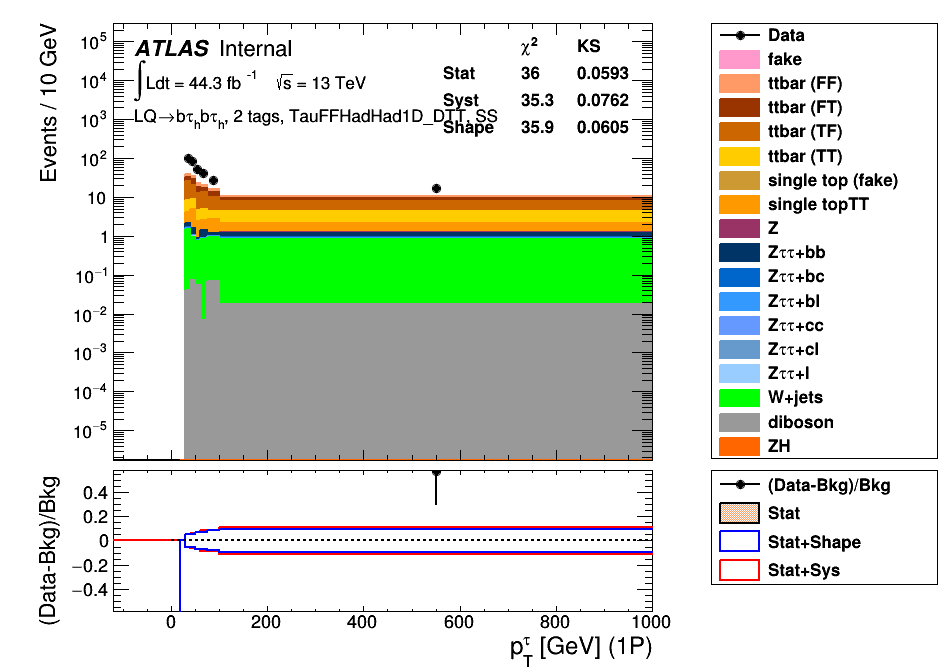 ATLAS Internal
∫Ldt = 44.3 fb⁻¹ √s = 13 TeV
LQ→bτₕbτₕ, 2 tags, TauFFHadHad1D_DTT, SS
χ² KS
Stat 36 0.0593
Syst 35.3 0.0762
Shape 35.9 0.0605
Events / 10 GeV
10⁵
10⁴
10³
10²
10
1
10⁻¹
10⁻²
10⁻³
10⁻⁴
10⁻⁵
Data
fake
ttbar (FF)
ttbar (FT)
ttbar (TF)
ttbar (TT)
single top (fake)
single topTT
Z
Zττ+bb
Zττ+bc
Zττ+bl
Zττ+cc
Zττ+cl
Zττ+l
W+jets
diboson
ZH
(Data-Bkg)/Bkg
0.4
0.2
0
−0.2
−0.4
0 200 400 600 800 1000
p_T^τ [GeV] (1P)
(Data-Bkg)/Bkg
Stat
Stat+Shape
Stat+Sys